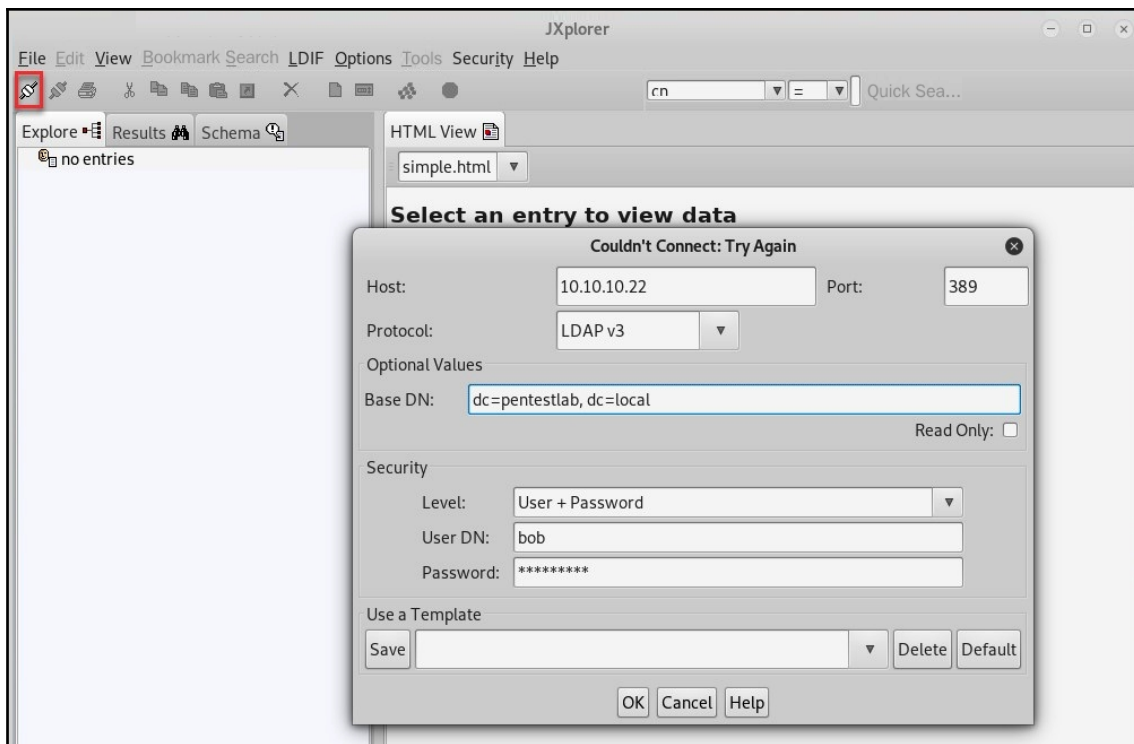 JXplorer
File Edit View Bookmark Search LDIF Options Tools Security Help
cn = Quick Sea...
Explore Results Schema HTML View
no entries
simple.html
Select an entry to view data
Couldn't Connect: Try Again
Host: 10.10.10.22 Port: 389
Protocol: LDAP v3
Optional Values
Base DN: dc=pentestlab, dc=local
Read Only:
Security
Level: User + Password
User DN: bob
Password: *********
Use a Template
Save Delete Default
OK Cancel Help